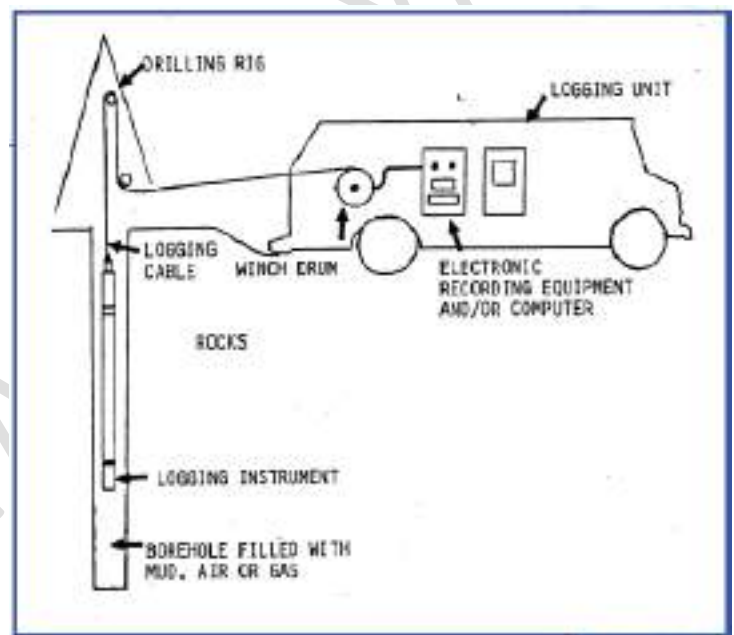 DRILLING RIG
LOGGING UNIT
LOGGING
CABLE
WINCH DRUM
ELECTRONIC
RECORDING EQUIPMENT
AND/OR COMPUTER
ROCKS
LOGGING INSTRUMENT
BOREHOLE FILLED WITH
MUD, AIR OR GAS